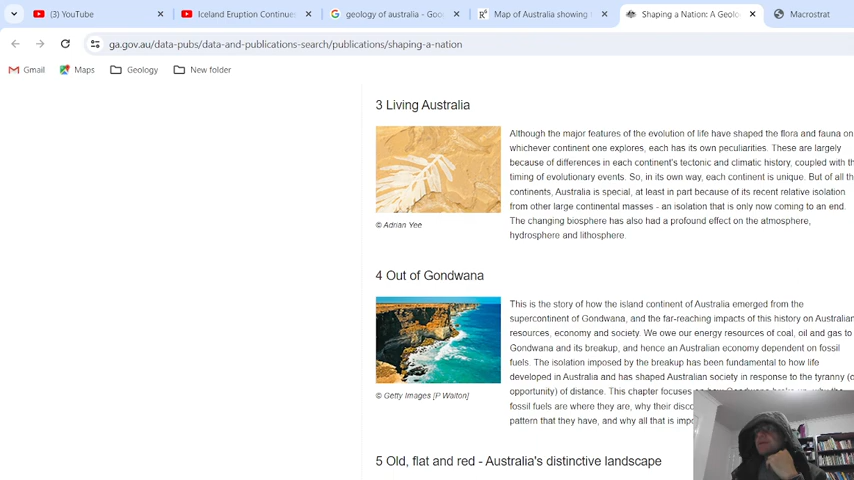 (3) YouTube
Iceland Eruption Continues
geology of australia - Goo
Map of Australia showing t
Shaping a Nation: A Geolo
Macrostrat
ga.gov.au/data-pubs/data-and-publications-search/publications/shaping-a-nation
Gmail Maps Geology New folder
3 Living Australia
Although the major features of the evolution of life have shaped the flora and fauna on
whichever continent one explores, each has its own peculiarities. These are largely
because of differences in each continent's tectonic and climatic history, coupled with th
timing of evolutionary events. So, in its own way, each continent is unique. But of all th
continents, Australia is special, at least in part because of its recent relative isolation
from other large continental masses - an isolation that is only now coming to an end.
The changing biosphere has also had a profound effect on the atmosphere,
hydrosphere and lithosphere.
© Adrian Yee
4 Out of Gondwana
This is the story of how the island continent of Australia emerged from the
supercontinent of Gondwana, and the far-reaching impacts of this history on Australian
resources, economy and society. We owe our energy resources of coal, oil and gas to
Gondwana and its breakup, and hence an Australian economy dependent on fossil
fuels. The isolation imposed by the breakup has been fundamental to how life
developed in Australia and has shaped Australian society in response to the tyranny (o
opportunity) of distance. This chapter focuses on how Gondwana broke up, why the
fossil fuels are where they are, why their disco
pattern that they have, and why all that is impo
© Getty Images [P Walton]
5 Old, flat and red - Australia's distinctive landscape